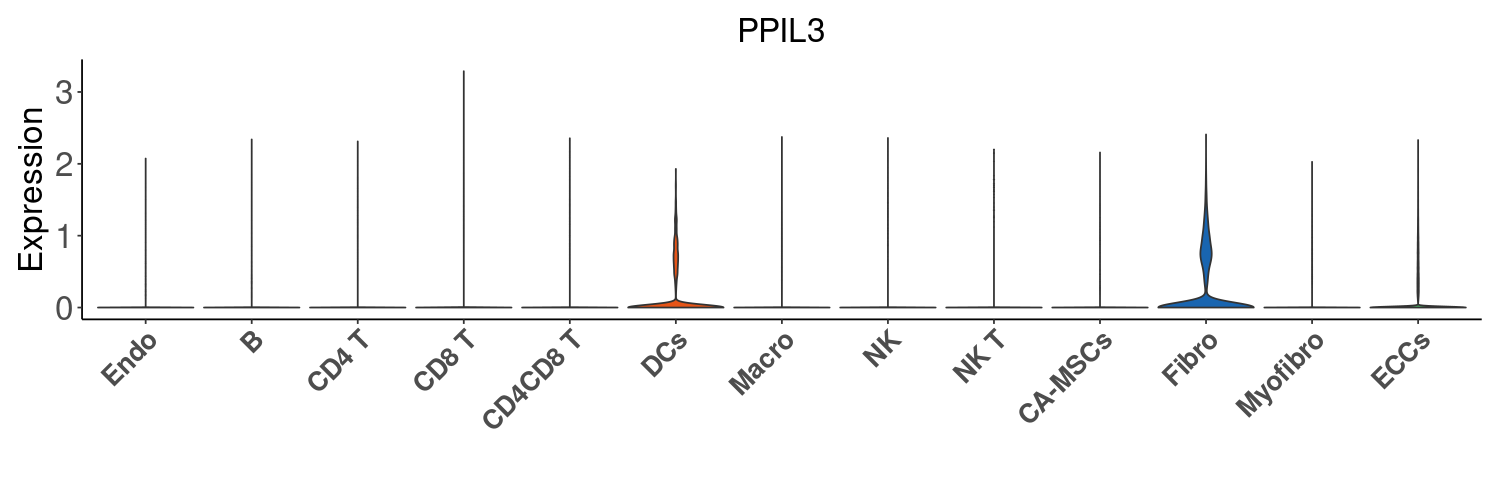 PPIL3
Expression
3
2
1
0
Endo
B
CD4 T
CD8 T
CD4CD8 T
DCs
Macro
NK
NK T
CA-MSCs
Fibro
Myofibro
ECCs